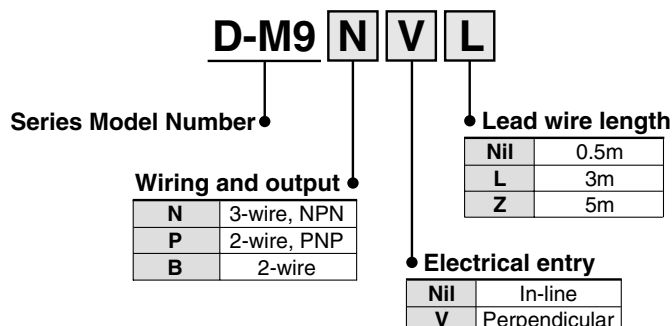 D-M9 N V L
Series Model Number
Lead wire length
Nil 0.5m
L 3m
Z 5m
Wiring and output
N 3-wire, NPN
P 2-wire, PNP
B 2-wire
Electrical entry
Nil In-line
V Perpendicular